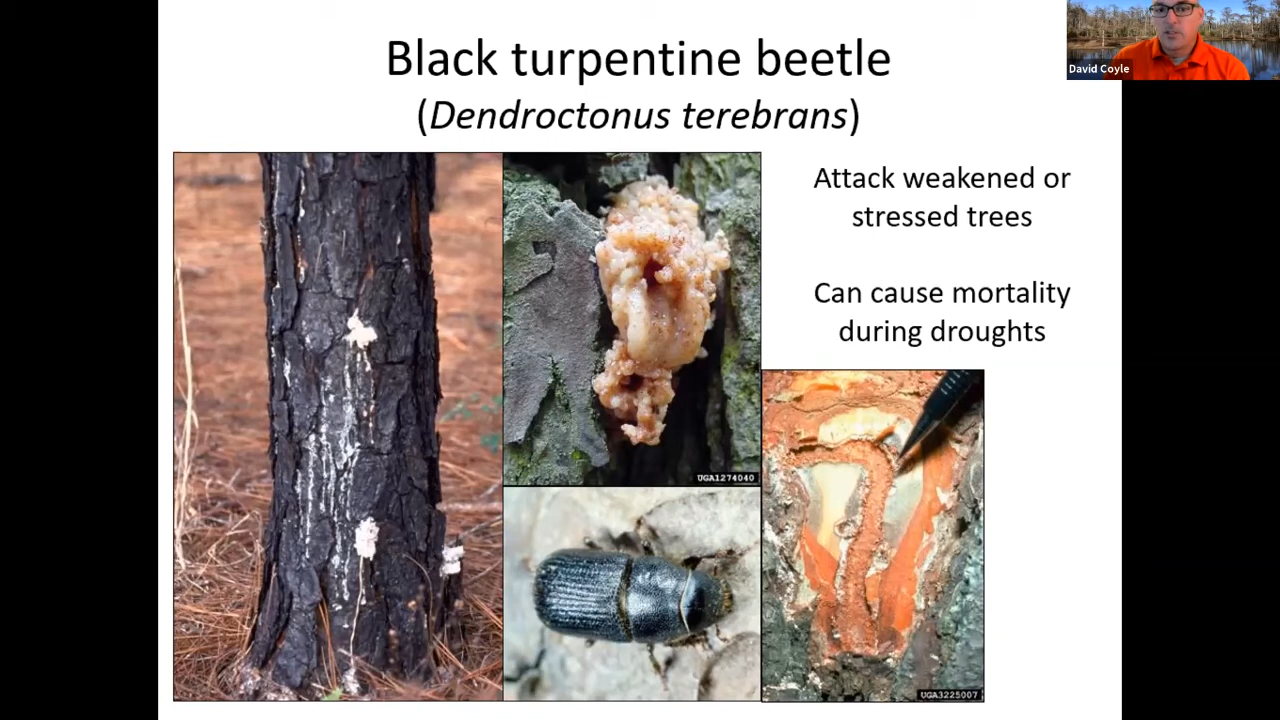 Black turpentine beetle
(Dendroctonus terebrans)
David Coyle
Attack weakened or
stressed trees
Can cause mortality
during droughts
UGA1274040
UGA3225007